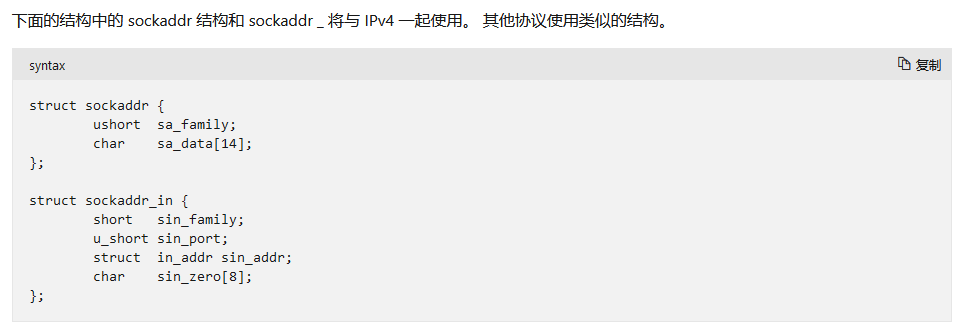 下面的结构中的 sockaddr 结构和 sockaddr _ 将与 IPv4 一起使用。 其他协议使用类似的结构。
syntax
复制
struct sockaddr {
        ushort  sa_family;
        char    sa_data[14];
};
struct sockaddr_in {
        short   sin_family;
        u_short sin_port;
        struct  in_addr sin_addr;
        char    sin_zero[8];
};